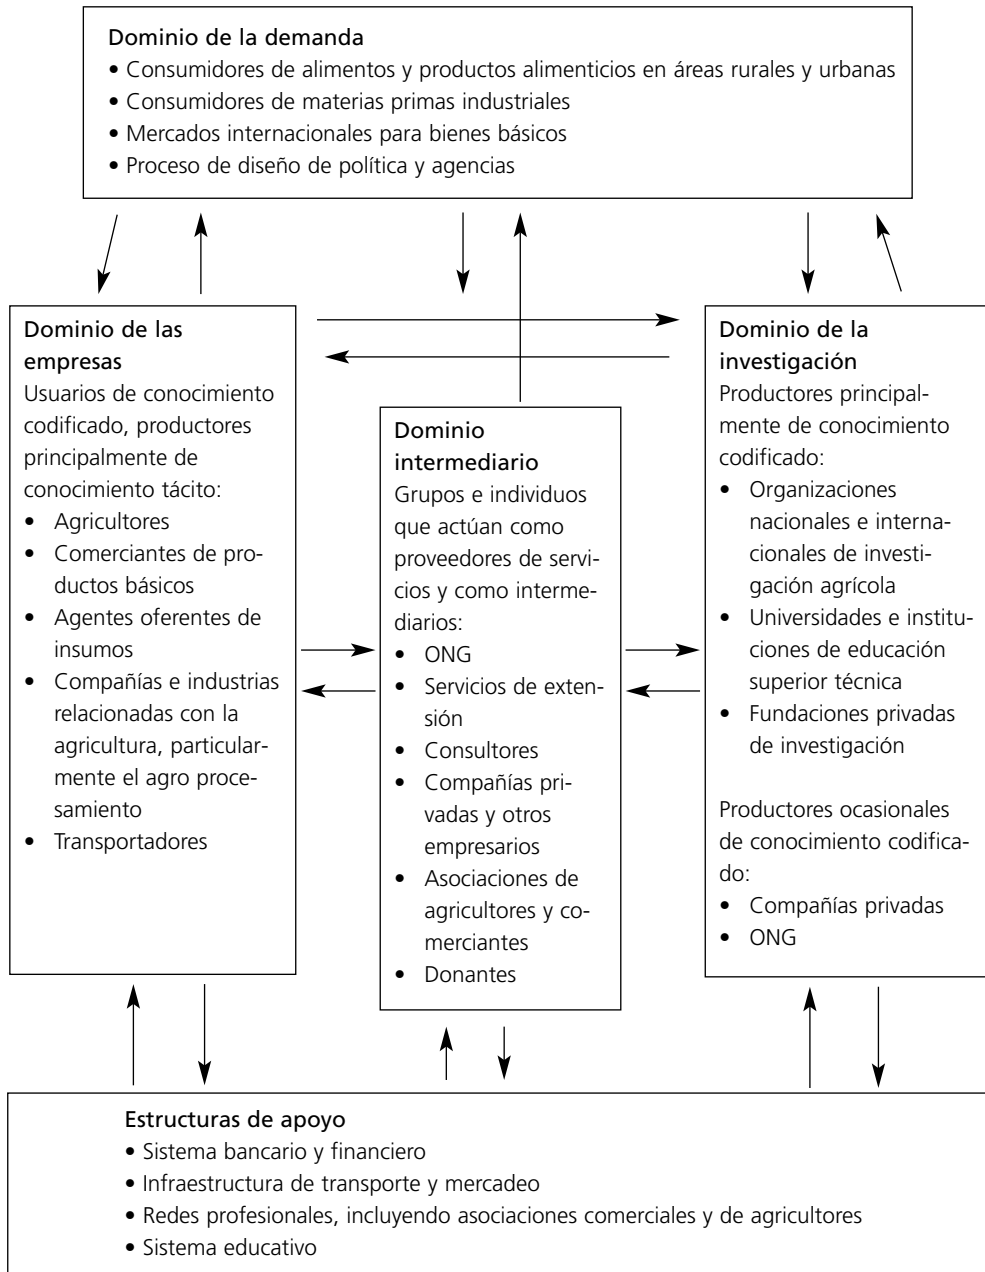 Dominio de la demanda
• Consumidores de alimentos y productos alimenticios en áreas rurales y urbanas
• Consumidores de materias primas industriales
• Mercados internacionales para bienes básicos
• Proceso de diseño de política y agencias
Dominio de las
empresas
Usuarios de conocimiento
codificado, productores
principalmente de
conocimiento tácito:
• Agricultores
• Comerciantes de pro-
ductos básicos
• Agentes oferentes de
insumos
• Compañías e industrias
relacionadas con la
agricultura, particular-
mente el agro proce-
samiento
• Transportadores
Dominio
intermediario
Grupos e individuos
que actúan como
proveedores de servi-
cios y como interme-
diarios:
• ONG
• Servicios de exten-
sión
• Consultores
• Compañías pri-
vadas y otros
empresarios
• Asociaciones de
agricultores y co-
merciantes
• Donantes
Dominio de la
investigación
Productores principal-
mente de conocimiento
codificado:
• Organizaciones
nacionales e interna-
cionales de investi-
gación agrícola
• Universidades e institu-
ciones de educación
superior técnica
• Fundaciones privadas
de investigación
Productores ocasionales
de conocimiento codifica-
do:
• Compañías privadas
• ONG
Estructuras de apoyo
• Sistema bancario y financiero
• Infraestructura de transporte y mercadeo
• Redes profesionales, incluyendo asociaciones comerciales y de agricultores
• Sistema educativo